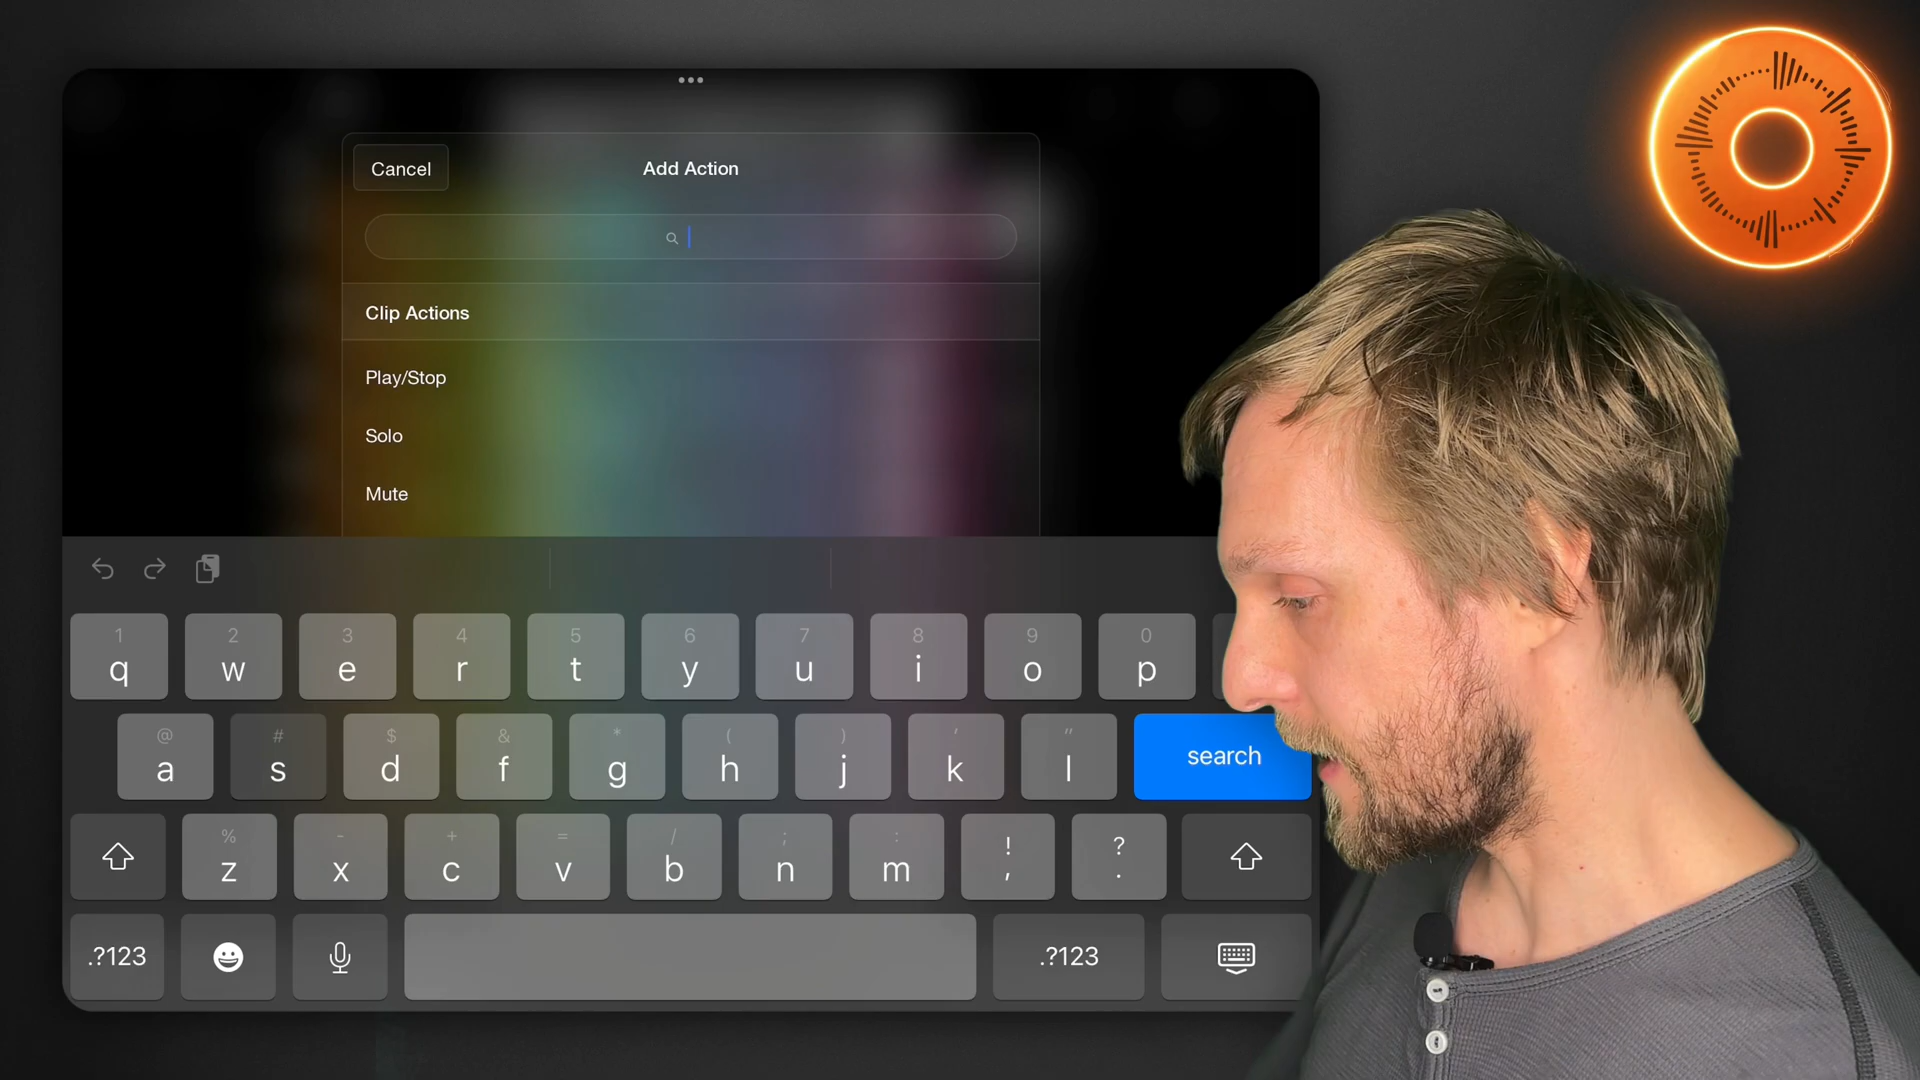 Cancel
Add Action
Clip Actions
Play/Stop
Solo
Mute
1 2 3 4 5 6 7 8 9 0
q w e r t y u i o p
@ # $ & * ( ) ‘ ”
a s d f g h j k l search
% - + = / ; : ! ?
z x c v b n m , .
.?123 .?123